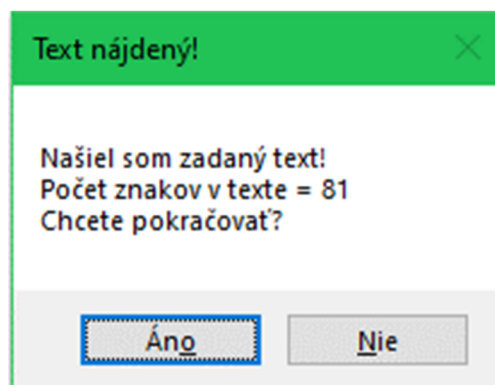 Text nájdený!
Našiel som zadaný text!
Počet znakov v texte = 81
Chcete pokračovať?
Áno
Nie